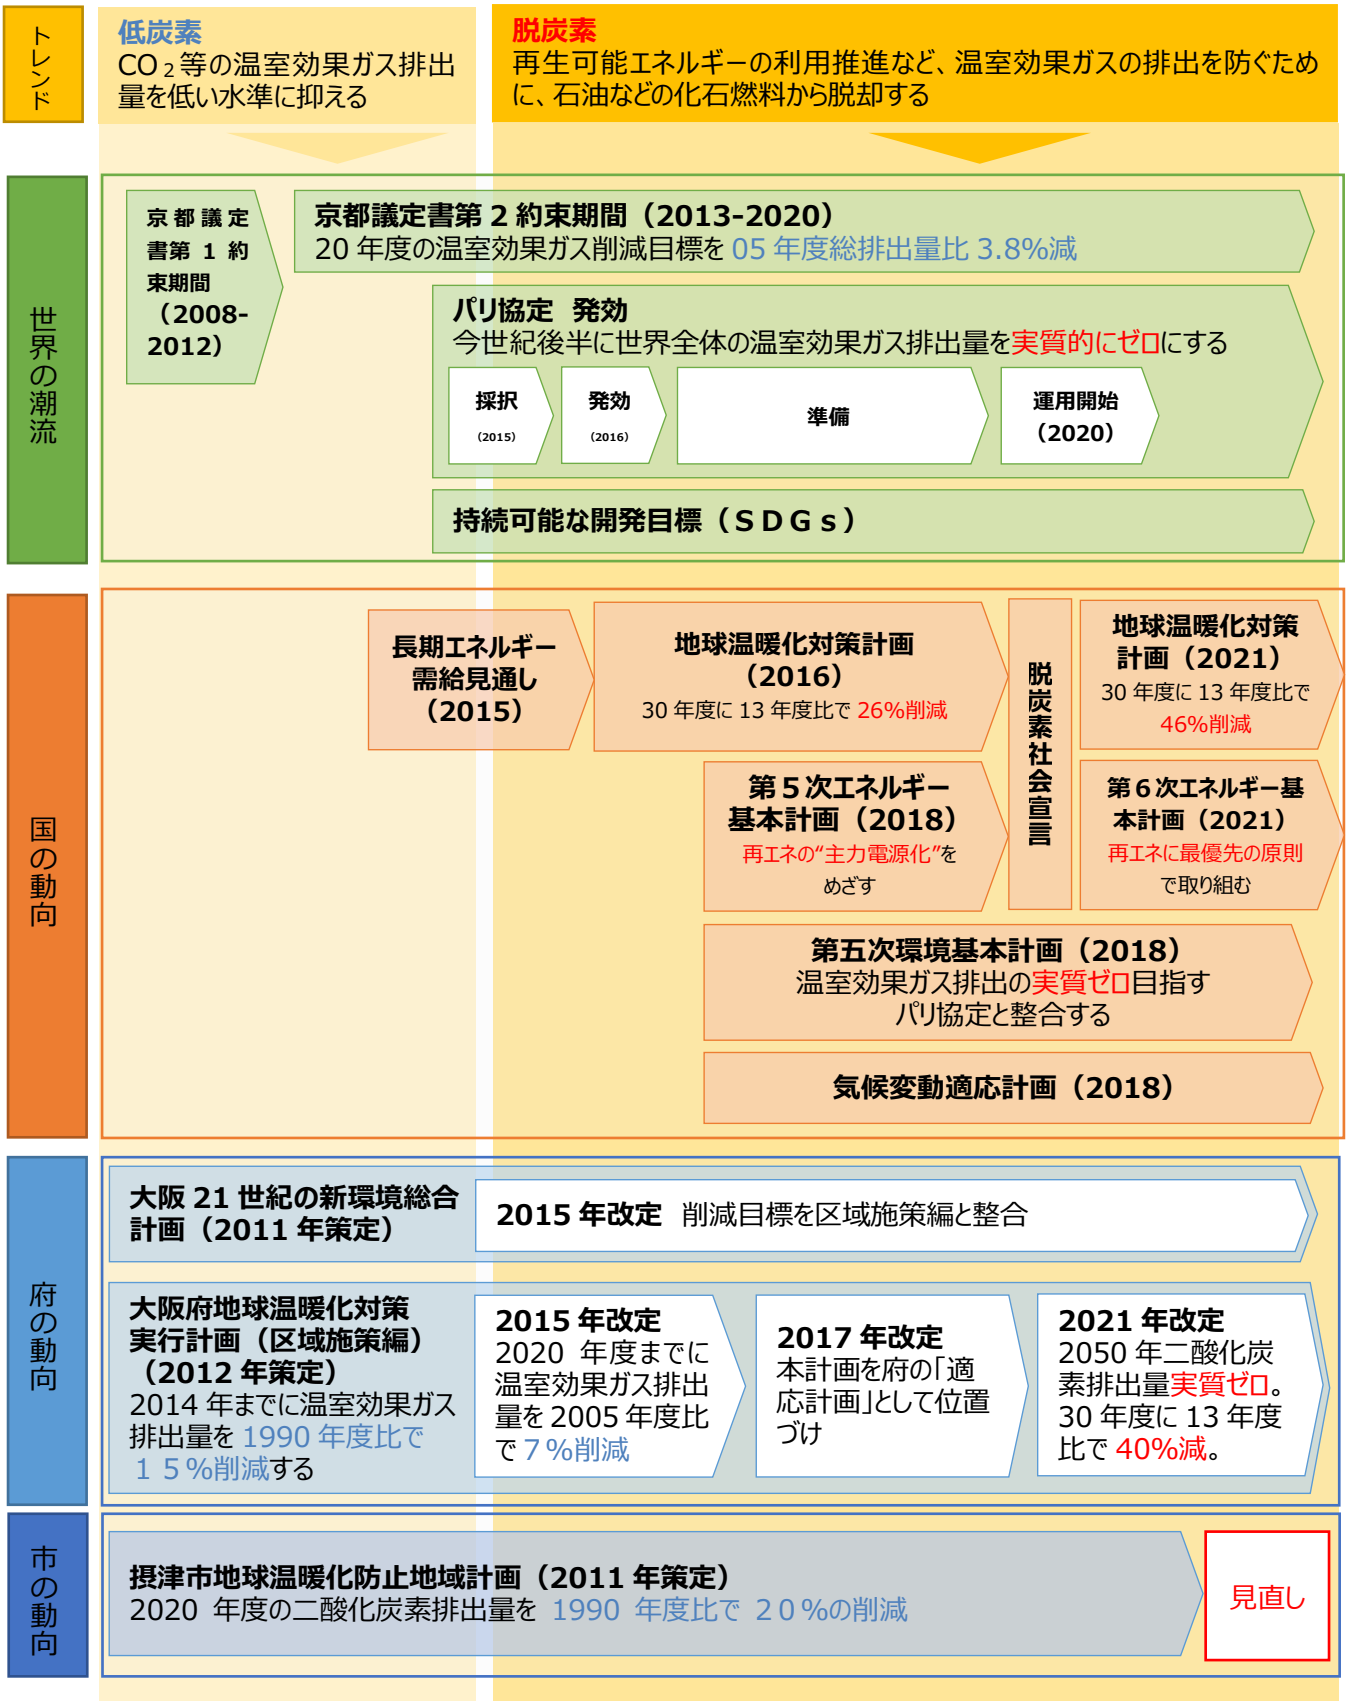 トレンド
低炭素
CO₂等の温室効果ガス排出
量を低い水準に抑える
脱炭素
再生可能エネルギーの利用推進など、温室効果ガスの排出を防ぐため
に、石油などの化石燃料から脱却する
世界の潮流
京都議定
書第1約
束期間
（2008-
2012）
京都議定書第２約束期間（2013-2020）
20 年度の温室効果ガス削減目標を 05 年度総排出量比 3.8%減
パリ協定 発効
今世紀後半に世界全体の温室効果ガス排出量を実質的にゼロにする
採択
（2015）
発効
（2016）
準備
運用開始
（2020）
持続可能な開発目標（ＳＤＧｓ）
国の動向
長期エネルギー
需給見通し
（2015）
地球温暖化対策計画
（2016）
30 年度に 13 年度比で 26%削減
脱炭素社会宣言
地球温暖化対策
計画（2021）
30 年度に 13 年度比で
46%削減
第５次エネルギー
基本計画（2018）
再エネの“主力電源化”を
めざす
第６次エネルギー基
本計画（2021）
再エネに最優先の原則
で取り組む
第五次環境基本計画（2018）
温室効果ガス排出の実質ゼロ目指す
パリ協定と整合する
気候変動適応計画（2018）
府の動向
大阪 21 世紀の新環境総合
計画（2011 年策定）
2015 年改定 削減目標を区域施策編と整合
大阪府地球温暖化対策
実行計画（区域施策編）
（2012 年策定）
2014 年までに温室効果ガス
排出量を 1990 年度比で
１５%削減する
2015 年改定
2020 年度までに
温室効果ガス排出
量を 2005 年度比
で７%削減
2017 年改定
本計画を府の「適
応計画」として位置
づけ
2021 年改定
2050 年二酸化炭
素排出量実質ゼロ。
30 年度に 13 年度
比で 40%減。
市の動向
摂津市地球温暖化防止地域計画（2011 年策定）
2020 年度の二酸化炭素排出量を 1990 年度比で ２０%の削減
見直し